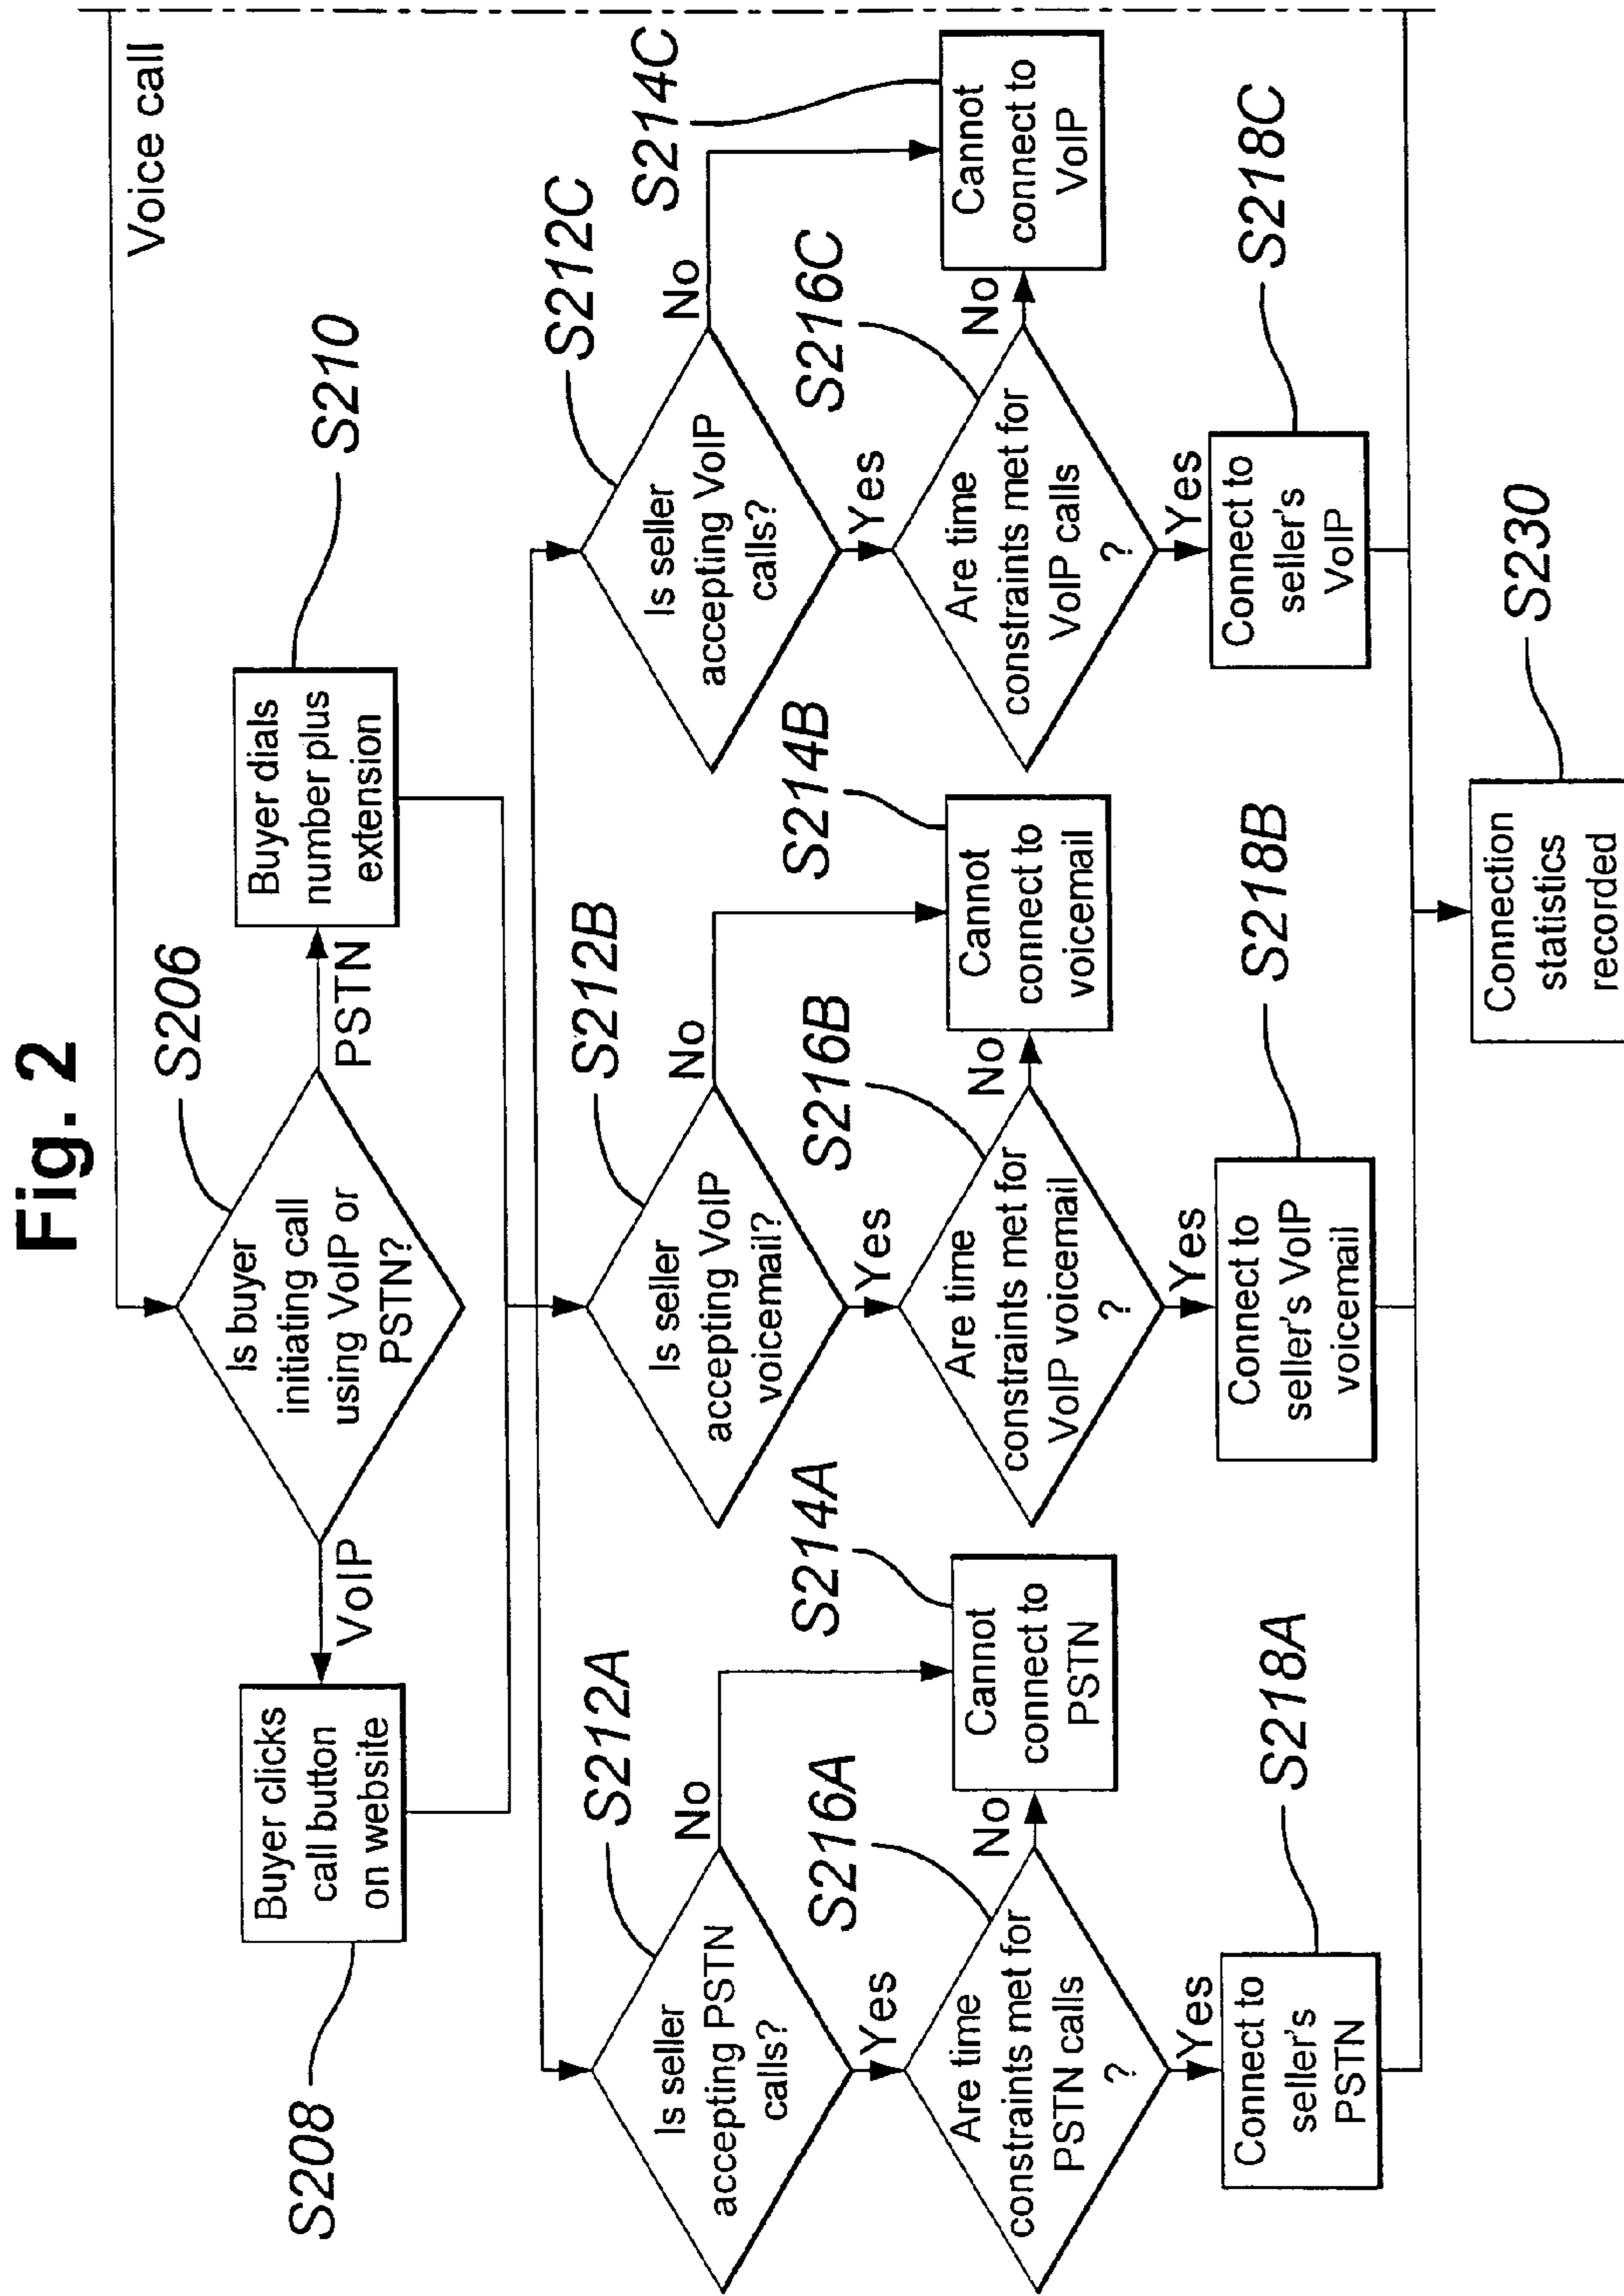 Fig. 2
Voice call
S206
Is buyer
initiating call
using VoIP or
PSTN?
VoIP
PSTN
S208
Buyer clicks
call button
on website
Buyer dials
number plus
extension
S210
S212A
Is seller
accepting PSTN
calls?
No
Yes
S214A
Cannot
connect to
PSTN
S216A
Are time
constraints met for
PSTN calls
?
No
Yes
S218A
Connect to
seller's
PSTN
S212B
Is seller
accepting VoIP
voicemail?
No
Yes
S214B
Cannot
connect to
voicemail
S216B
Are time
constraints met for
VoIP voicemail
?
No
Yes
S218B
Connect to
seller's VoIP
voicemail
S212C
Is seller
accepting VoIP
calls?
No
Yes
S214C
Cannot
connect to
VoIP
S216C
Are time
constraints met for
VoIP calls
?
No
Yes
S218C
Connect to
seller's
VoIP
S230
Connection
statistics
recorded